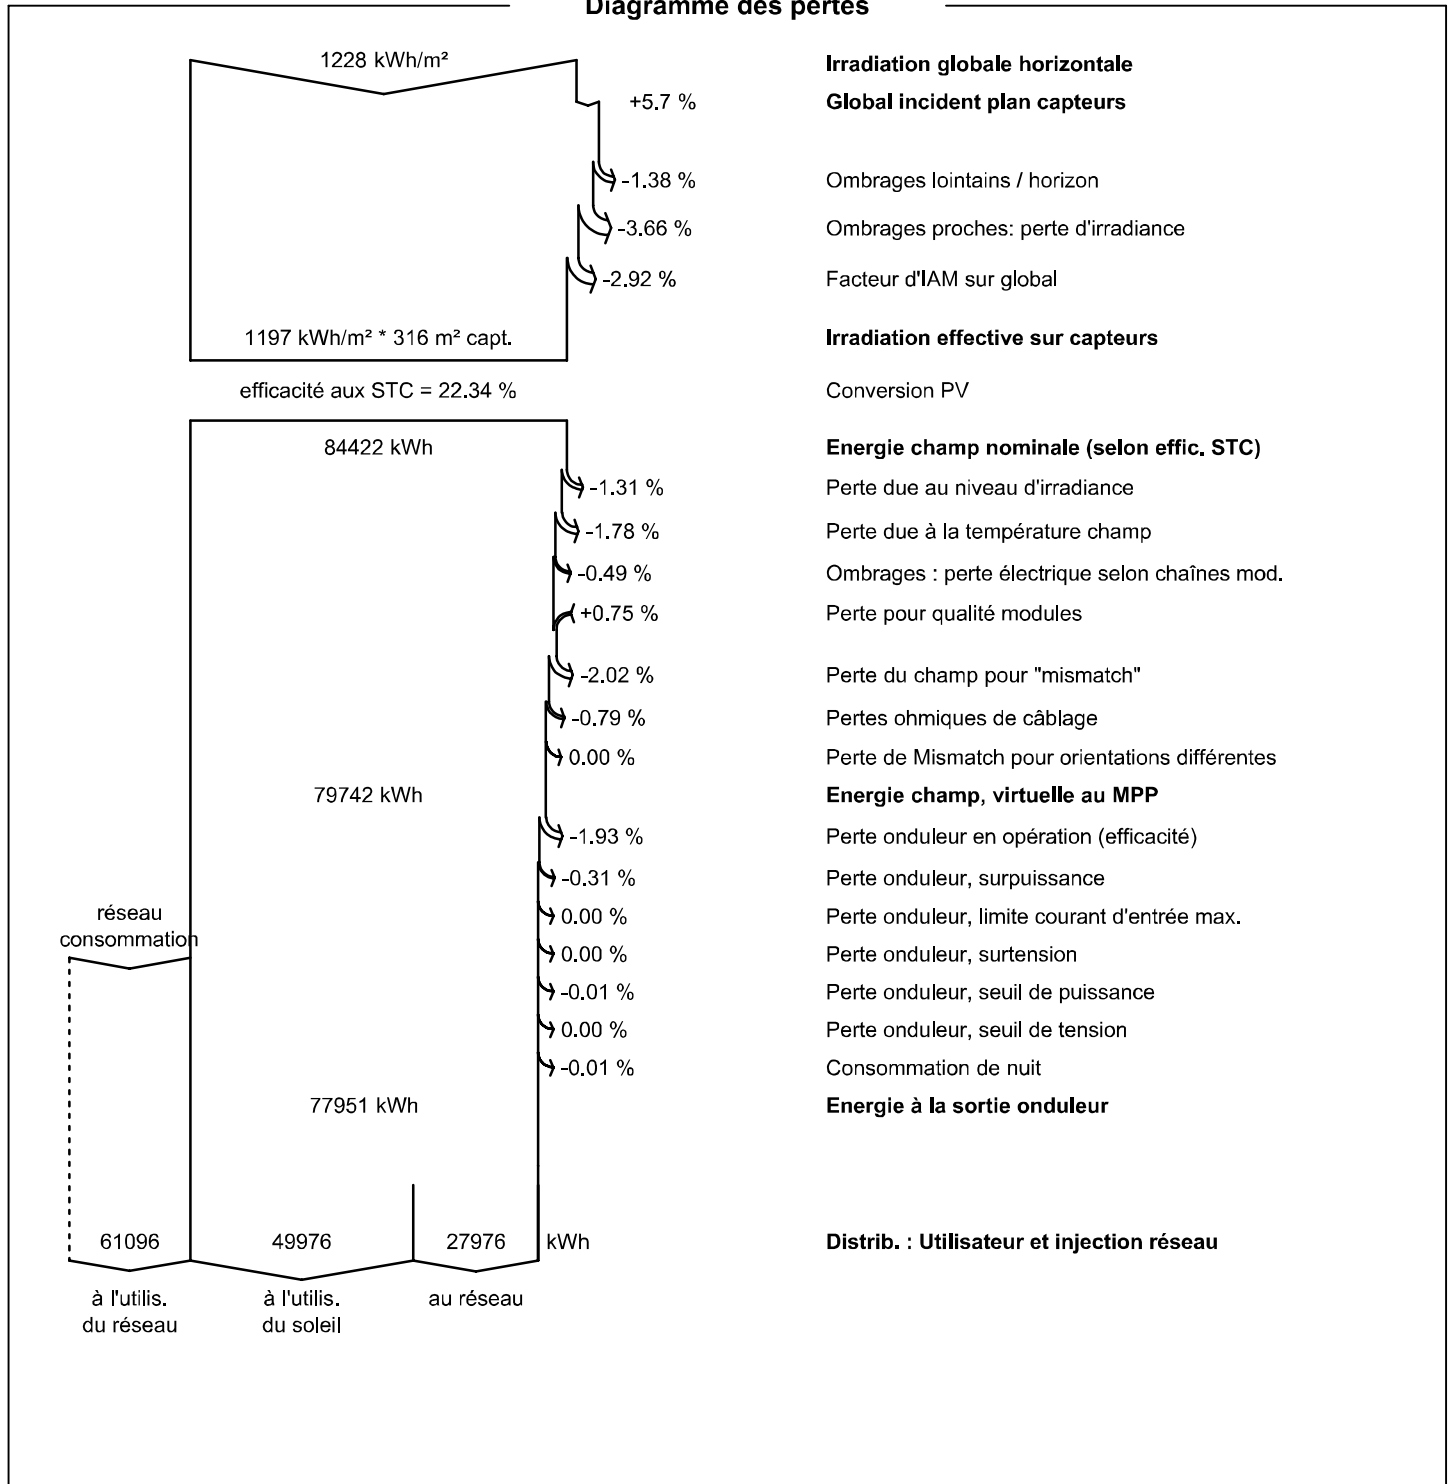 Diagramme des pertes
1228 kWh/m²
Irradiation globale horizontale
+5.7 %
Global incident plan capteurs
-1.38 %
Ombrages lointains / horizon
-3.66 %
Ombrages proches: perte d'irradiance
-2.92 %
Facteur d'IAM sur global
1197 kWh/m² * 316 m² capt.
Irradiation effective sur capteurs
efficacité aux STC = 22.34 %
Conversion PV
84422 kWh
Energie champ nominale (selon effic. STC)
-1.31 %
Perte due au niveau d'irradiance
-1.78 %
Perte due à la température champ
-0.49 %
Ombrages : perte électrique selon chaînes mod.
+0.75 %
Perte pour qualité modules
-2.02 %
Perte du champ pour "mismatch"
-0.79 %
Pertes ohmiques de câblage
0.00 %
Perte de Mismatch pour orientations différentes
79742 kWh
Energie champ, virtuelle au MPP
-1.93 %
Perte onduleur en opération (efficacité)
-0.31 %
Perte onduleur, surpuissance
réseau
consommation
0.00 %
Perte onduleur, limite courant d'entrée max.
0.00 %
Perte onduleur, surtension
-0.01 %
Perte onduleur, seuil de puissance
0.00 %
Perte onduleur, seuil de tension
-0.01 %
Consommation de nuit
77951 kWh
Energie à la sortie onduleur
61096
49976
27976
kWh
Distrib. : Utilisateur et injection réseau
à l'utilis.
du réseau
à l'utilis.
du soleil
au réseau